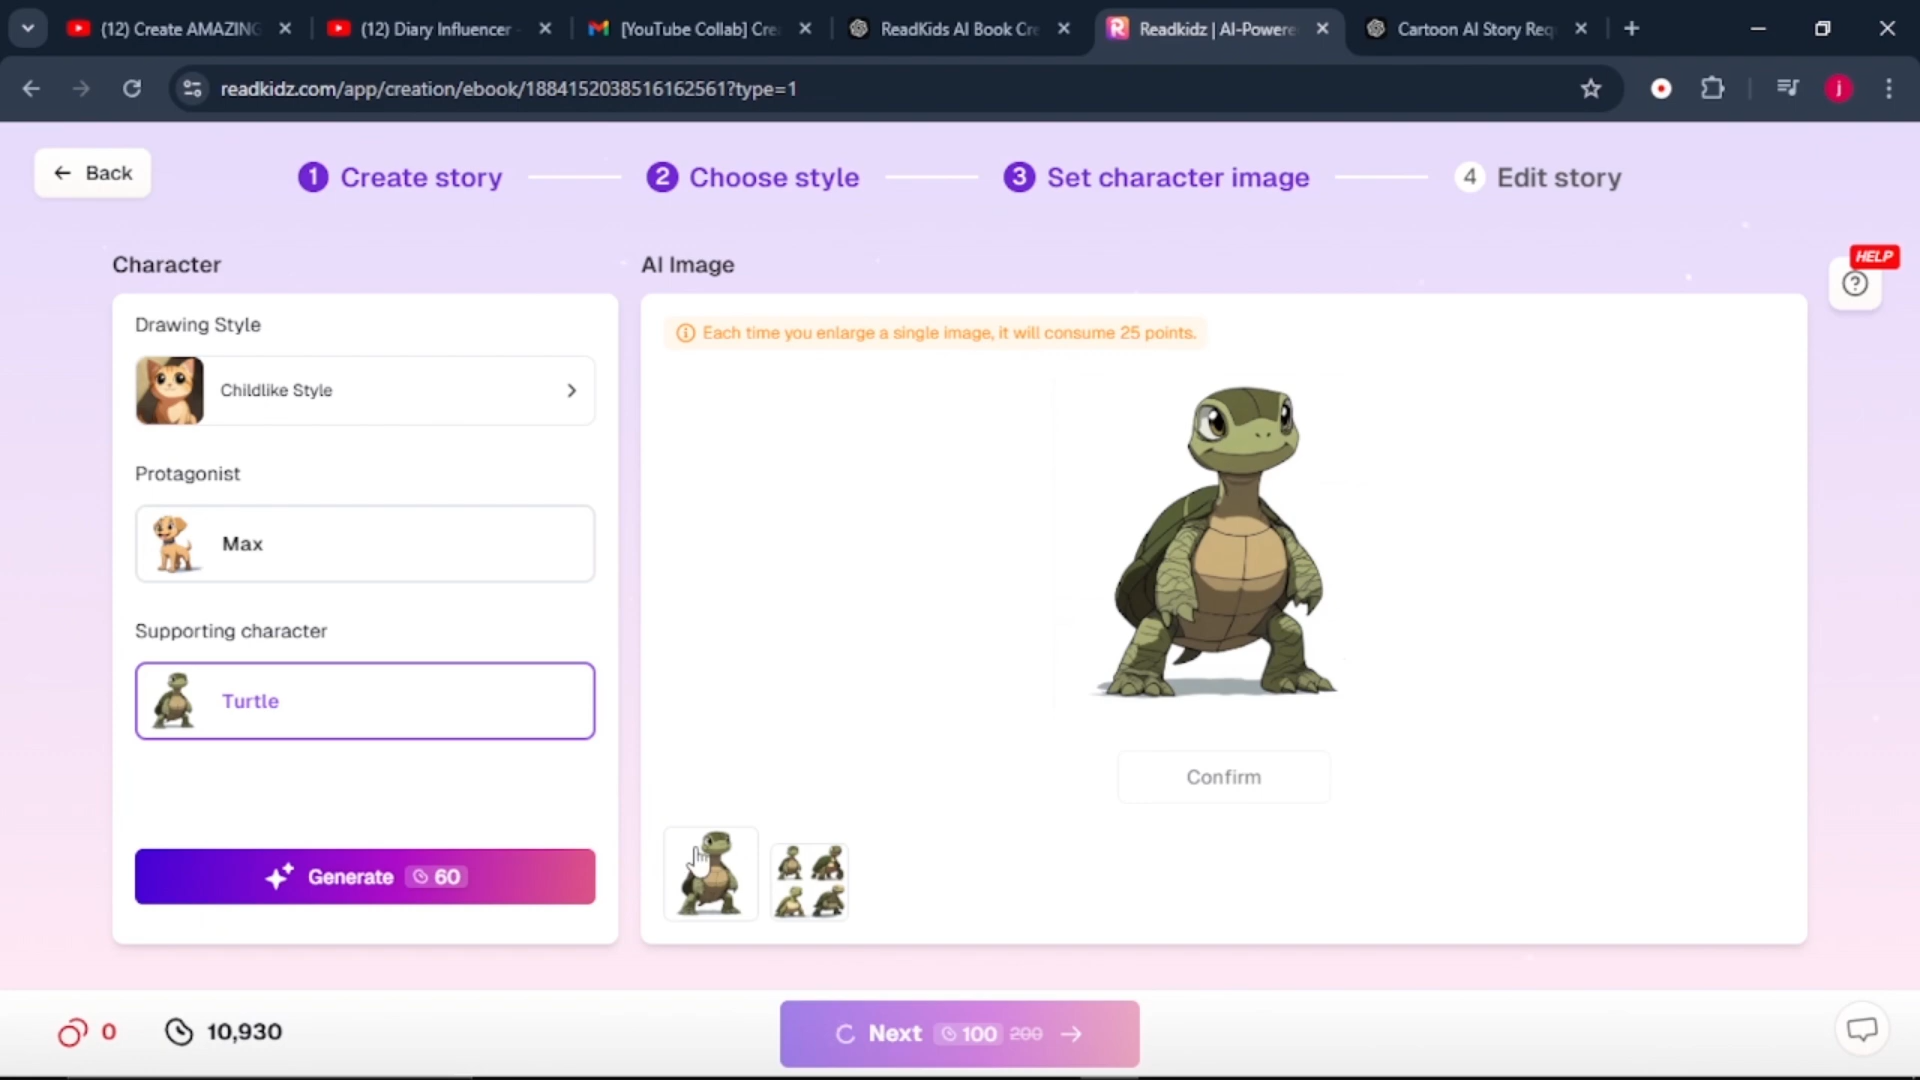 (12) Create AMAZING
(12) Diary Influencer -
[YouTube Collab] Cre
ReadKids AI Book Cre
Readkidz | AI-Powere
Cartoon AI Story Req
readkidz.com/app/creation/ebook/1884152038516162561?type=1
j
Back
1 Create story
2 Choose style
3 Set character image
4 Edit story
HELP
Character
AI Image
Drawing Style
Childlike Style
Each time you enlarge a single image, it will consume 25 points.
Protagonist
Max
Supporting character
Turtle
Confirm
Generate 60
0
10,930
Next 100 200